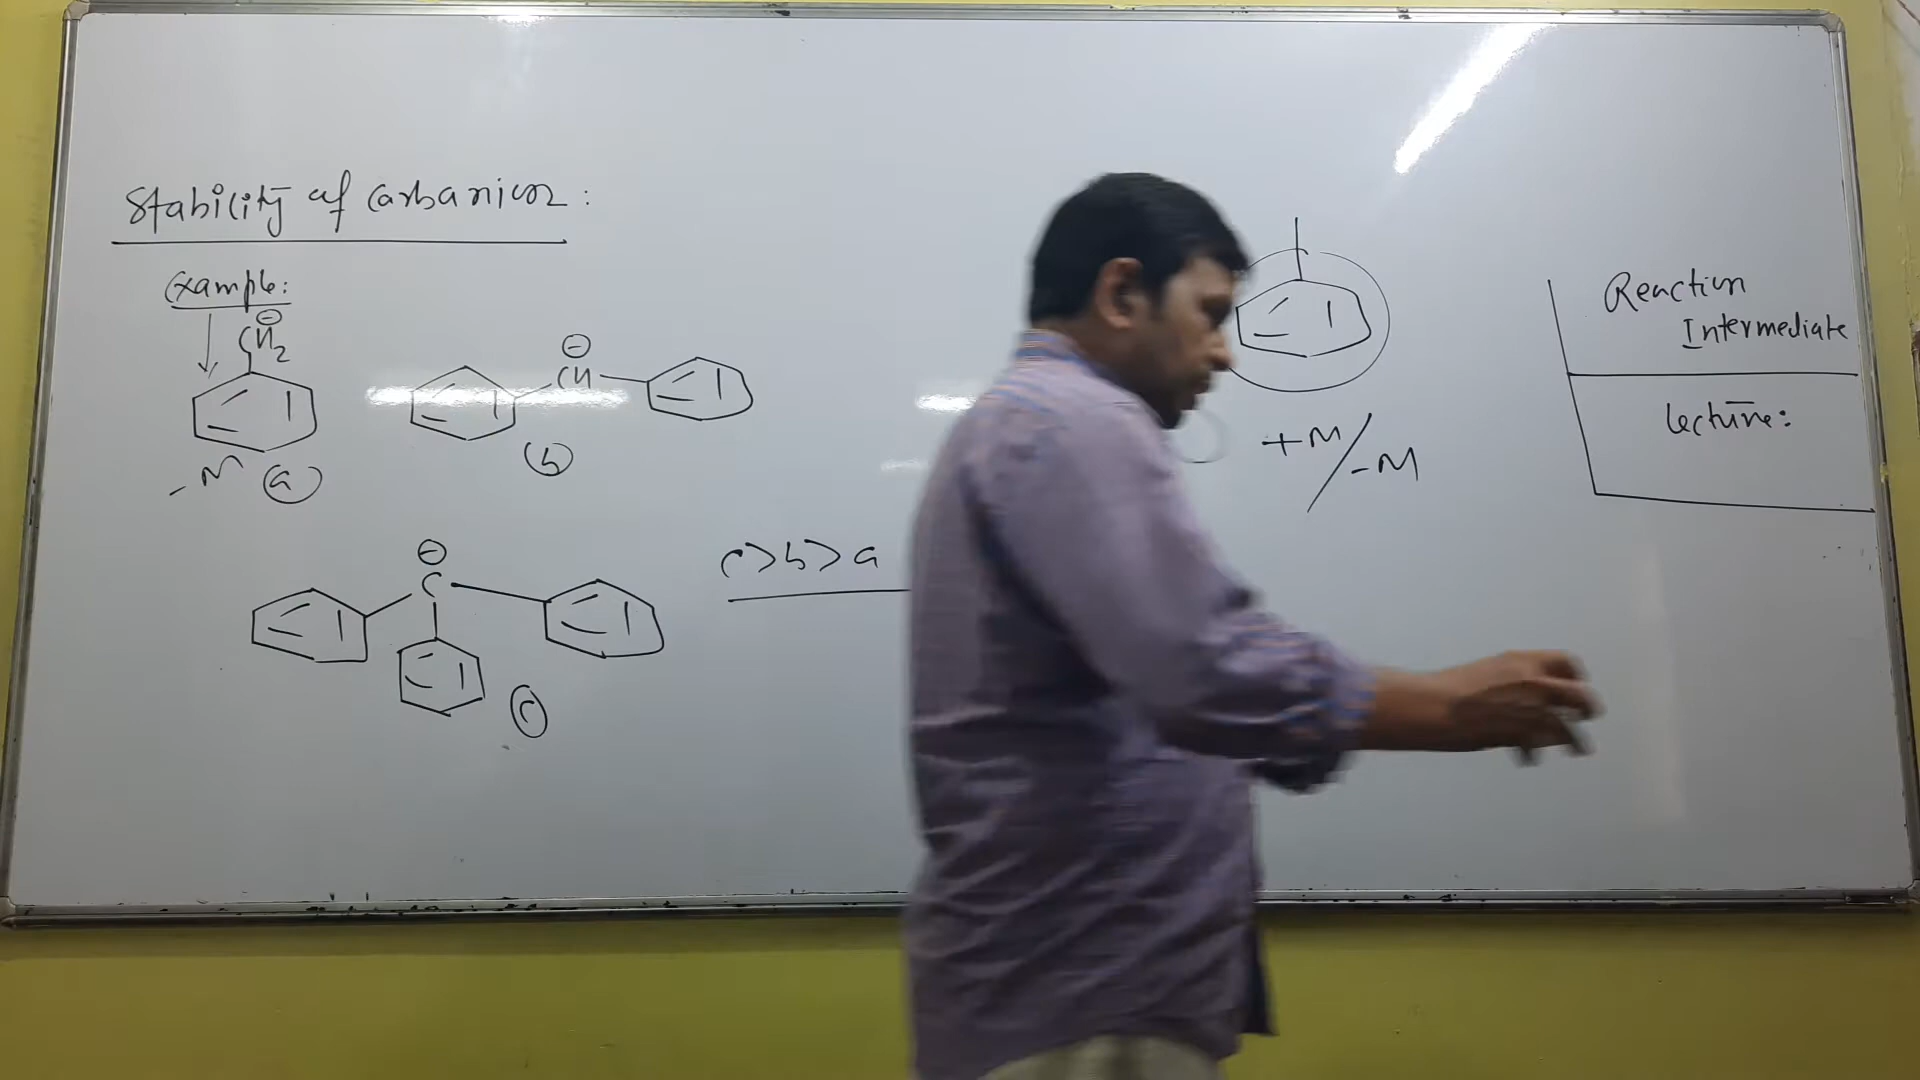 Stability of Carbanion:
Example:
⊖
CH2
-M (a)
⊖
CH
(b)
⊖
C
(c)
c>b>a
+M/-M
Reaction
Intermediate
Lecture: